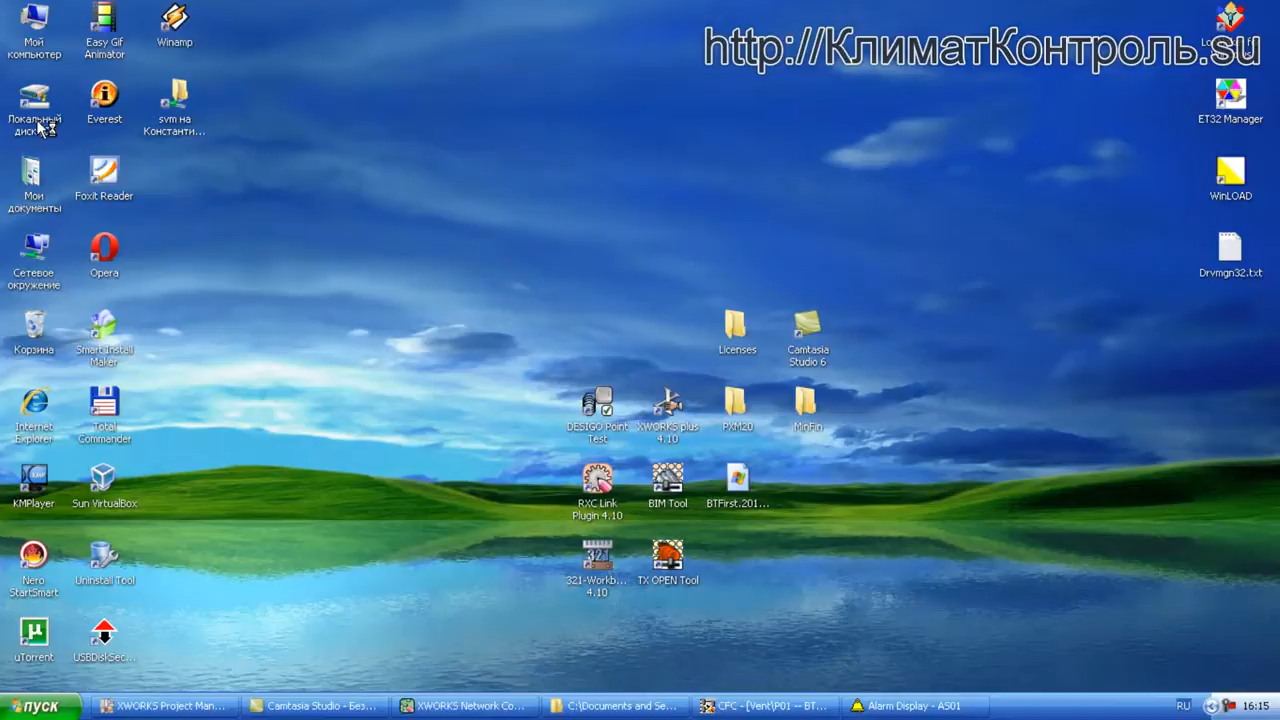 http://КлиматКонтроль.su
Мой
компьютер
Easy Gif
Animator
Winamp
Локальный
Everest
svm на
Константи...
ET32 Manager
Мои
документы
Foxit Reader
WinLOAD
Сетевое
окружение
Opera
Drvmgn32.txt
Корзина
Smart Install
Maker
Licenses
Camtasia
Studio 6
Internet
Explorer
Total
Commander
DESIGO Point
Test
XWORKS plus
4.10
PXM20
MinFin
KMPlayer
Sun VirtualBox
RXC Link
Plugin 4.10
BIM Tool
BTFirst.201...
Nero
StartSmart
Uninstall Tool
321-Workb...
4.10
TX OPEN Tool
uTorrent
USBDiskSec...
пуск
XWORKS Project Man...
Camtasia Studio - Без...
XWORKS Network Co...
C:\Documents and Se...
CFC - [Vent\P01 -- BT...
Alarm Display - AS01
RU
16:15